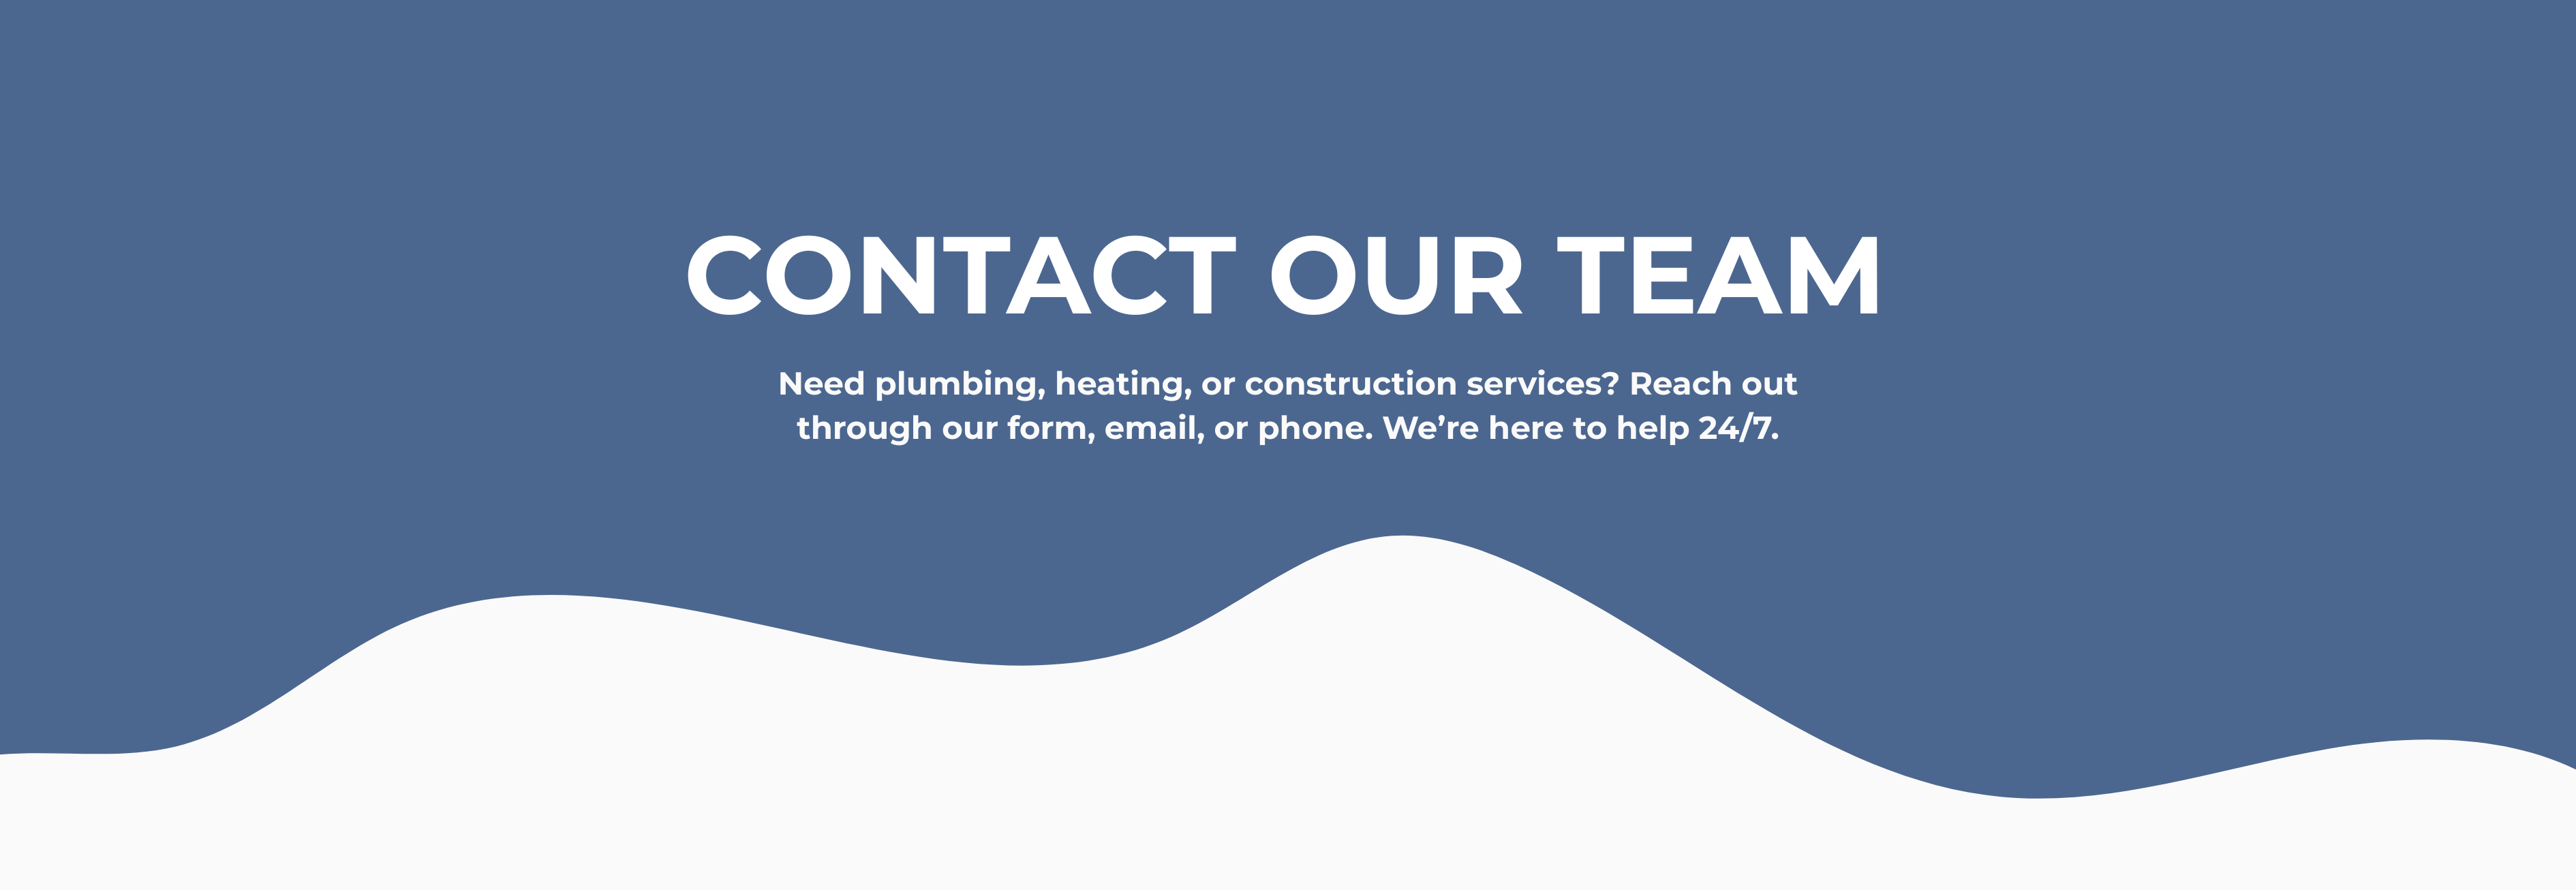 CONTACT OUR TEAM
Need plumbing, heating, or construction services? Reach out
through our form, email, or phone. We’re here to help 24/7.